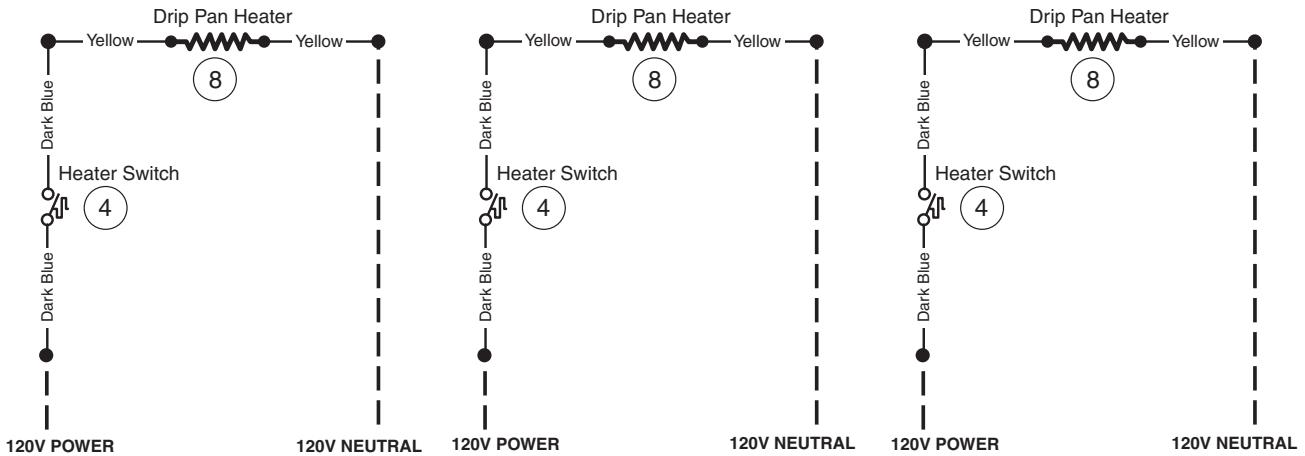 Drip Pan Heater
Yellow
Yellow
8
Dark Blue
Heater Switch
4
Dark Blue
120V POWER
120V NEUTRAL
Drip Pan Heater
Yellow
Yellow
8
Dark Blue
Heater Switch
4
Dark Blue
120V POWER
120V NEUTRAL
Drip Pan Heater
Yellow
Yellow
8
Dark Blue
Heater Switch
4
Dark Blue
120V POWER
120V NEUTRAL